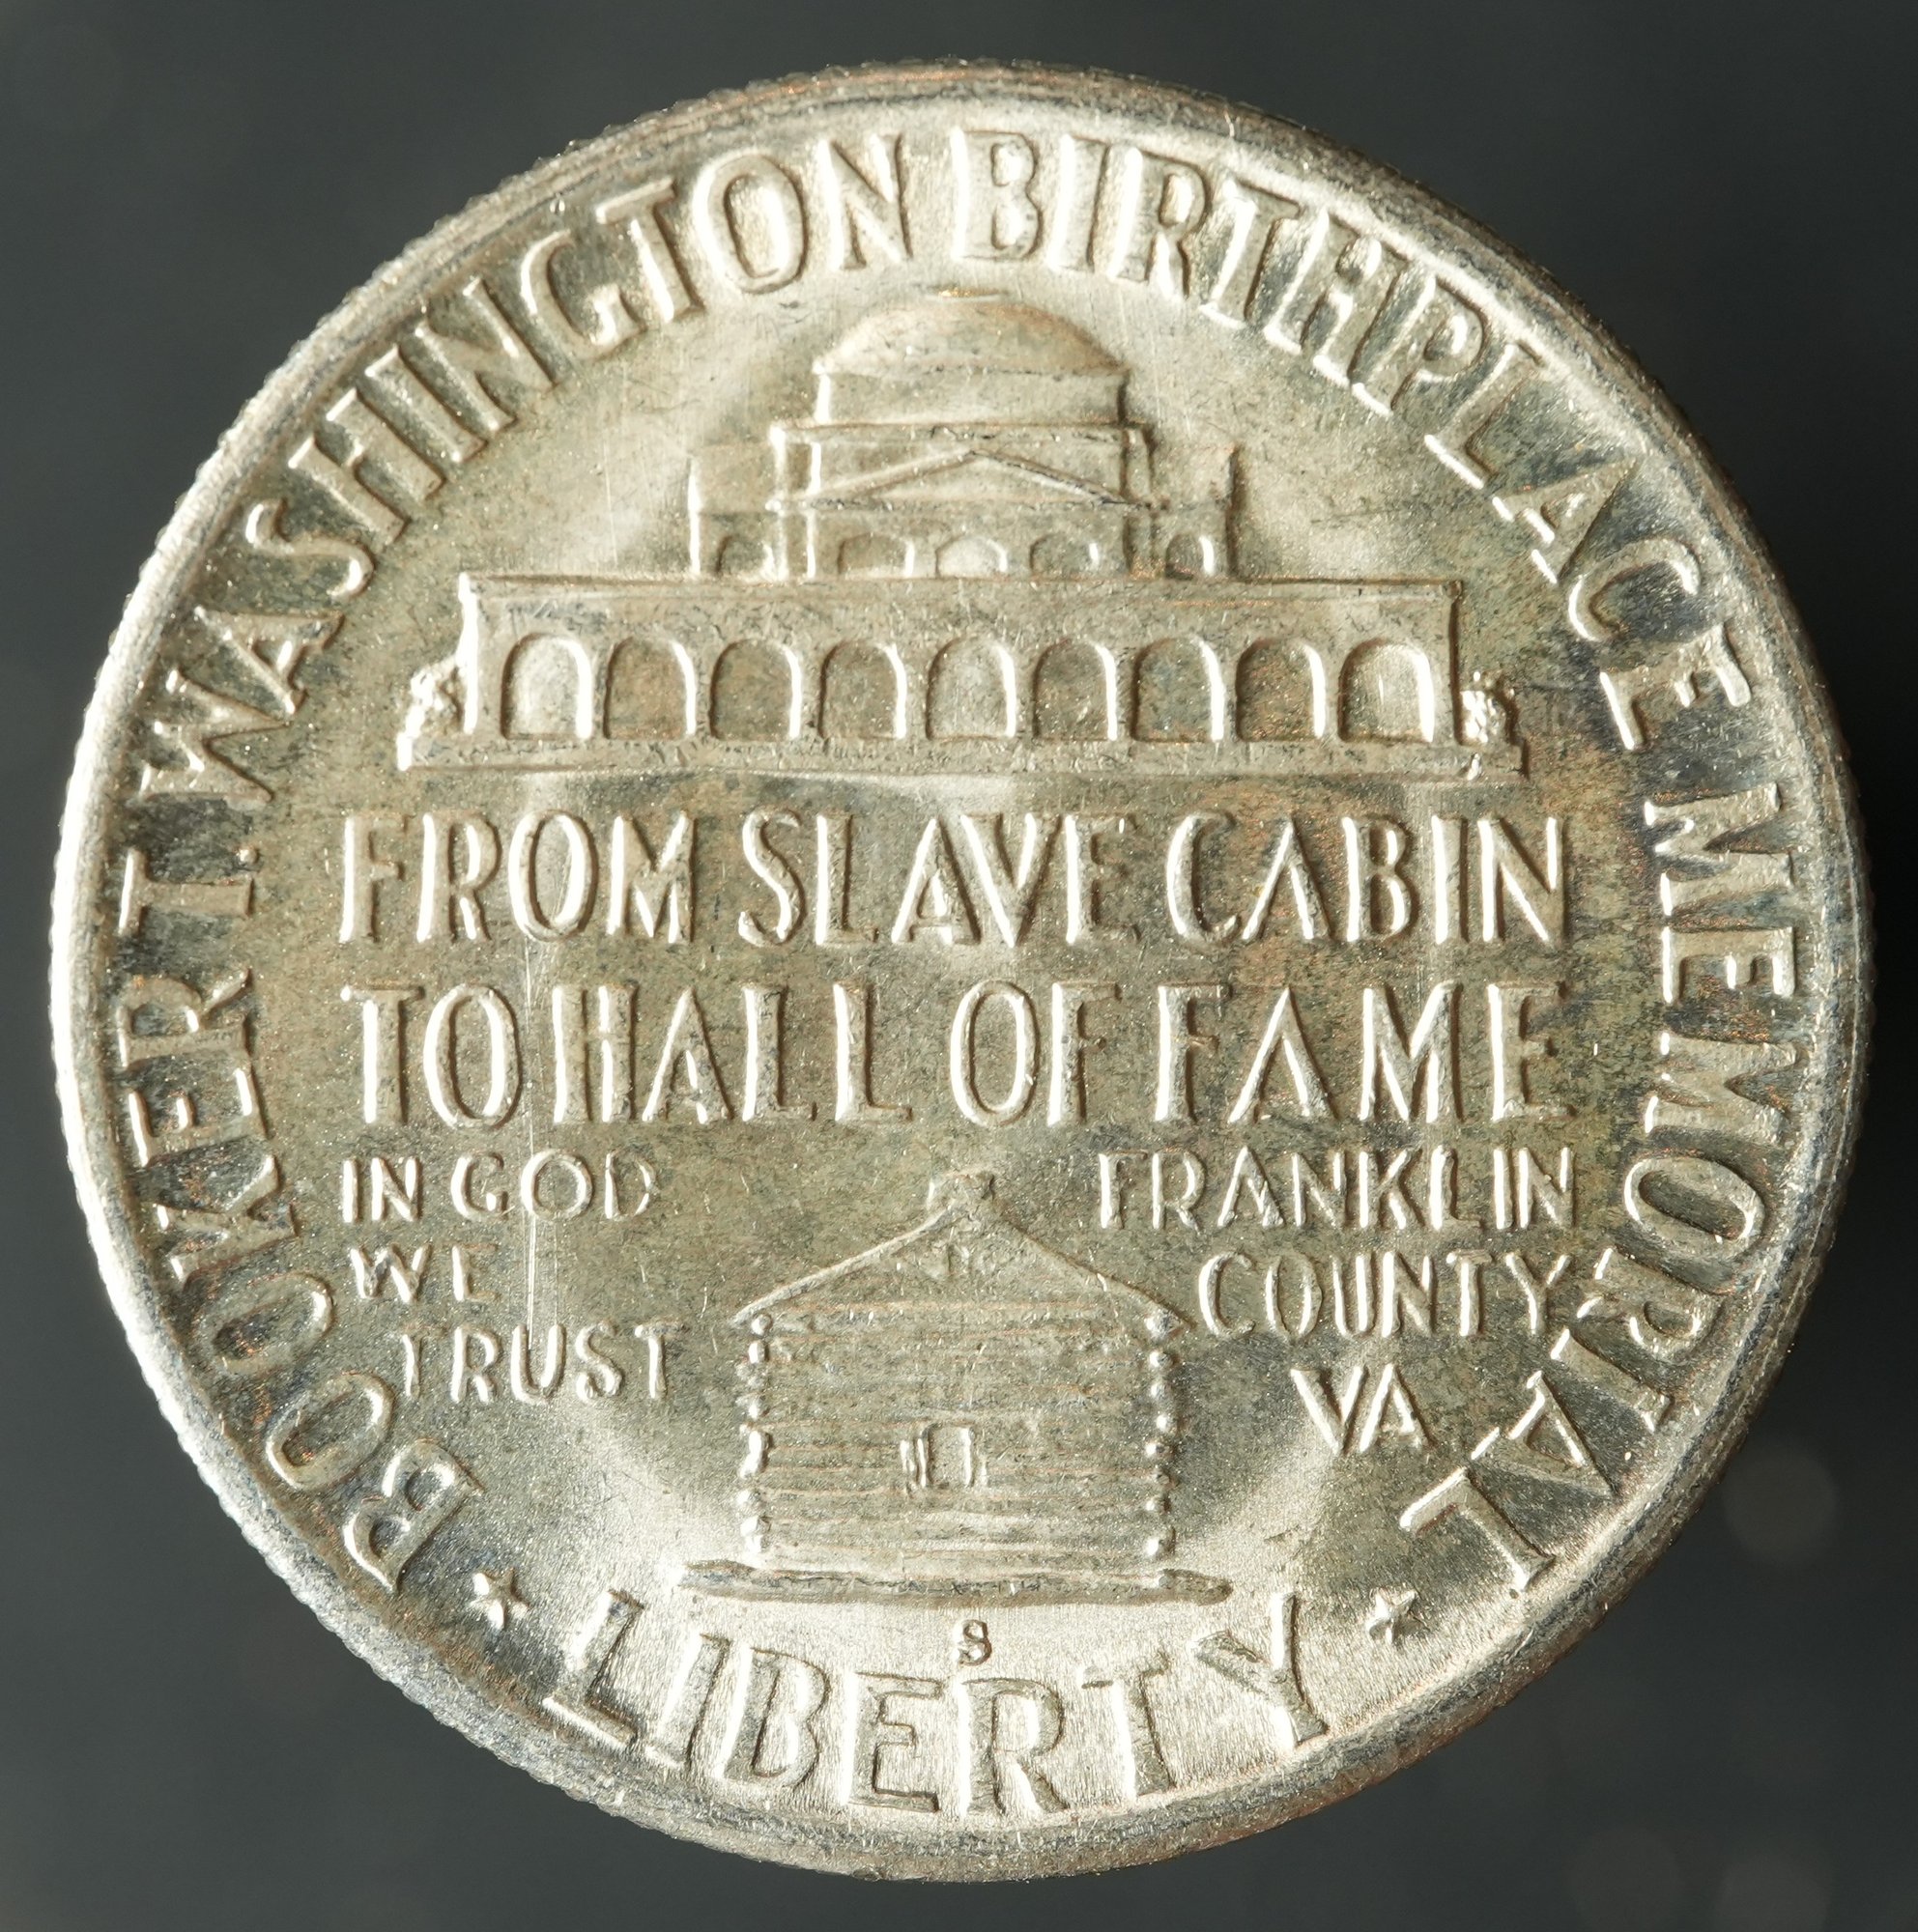 BOOKER T. WASHINGTON BIRTHPLACE MEMORIAL
FROM SLAVE CABIN
TO HALL OF FAME
IN GOD
WE
TRUST
FRANKLIN
COUNTY
VA
S
LIBERTY